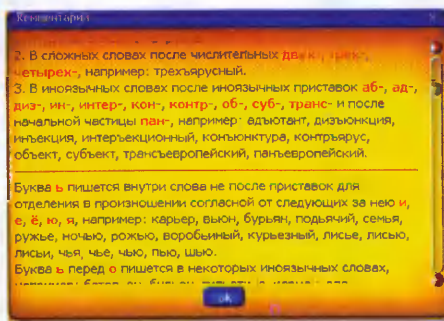 Комментарий
2. В сложных словах после числительных двух-, трех-,
четырех-, например: трехъярусный.
3. В иноязычных словах после иноязычных приставок аб-, ад-,
диз-, ин-, интер-, кон-, контр-, об-, суб-, транс- и после
начальной частицы пан-, например: адъютант, дизъюнкция,
инъекция, интеръекционный, конъюнктура, контръярус,
объект, субъект, трансъевропейский, панъевропейский.
Буква ь пишется внутри слова не после приставок для
отделения в произношении согласной от следующих за нею и,
е, ё, ю, я, например: карьер, вьюн, бурьян, подьячий, семья,
ружье, ночью, рожью, воробьиный, курьезный, лисье, лисью,
лисьи, чья, чье, чью, пью, шью.
Буква ь перед о пишется в некоторых иноязычных словах,
ok